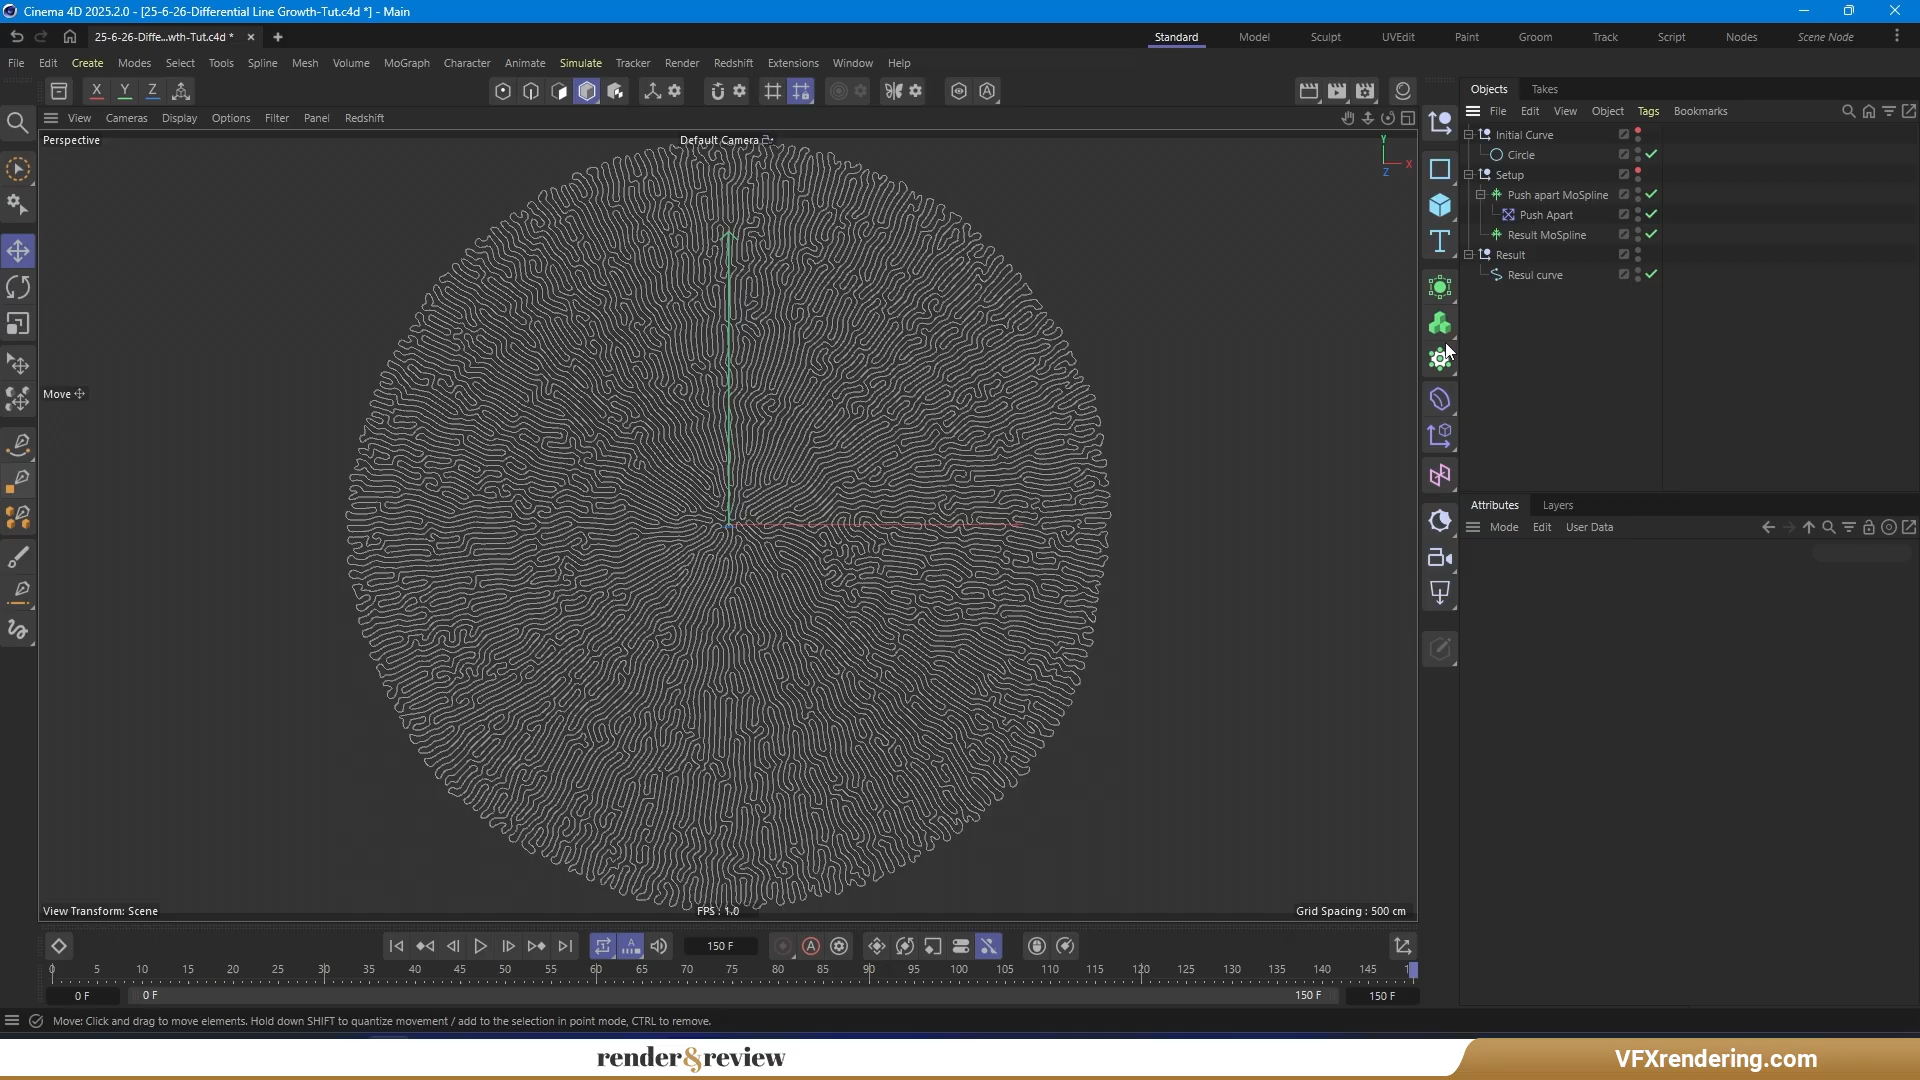 Cinema 4D 2025.2.0 - [25-6-26-Differential Line Growth-Tut.c4d *] - Main
25-6-26-Diffe...wth-Tut.c4d *
Standard Model Sculpt UVEdit Paint Groom Track Script Nodes Scene Node
File Edit Create Modes Select Tools Spline Mesh Volume MoGraph Character Animate Simulate Tracker Render Redshift Extensions Window Help
X Y Z
Objects Takes
File Edit View Object Tags Bookmarks
View Cameras Display Options Filter Panel Redshift
Perspective
Default Camera
Y
X
Z
Initial Curve
Circle
Setup
Push apart MoSpline
Push Apart
Result MoSpline
Result
Resul curve
Move
Attributes Layers
Mode Edit User Data
View Transform: Scene
FPS : 1.0
Grid Spacing : 500 cm
150 F
0 5 10 15 20 25 30 35 40 45 50 55 60 65 70 75 80 85 90 95 100 105 110 115 120 125 130 135 140 145 1
0 F 0 F 150 F 150 F
Move: Click and drag to move elements. Hold down SHIFT to quantize movement / add to the selection in point mode, CTRL to remove.
render&review
VFXrendering.com